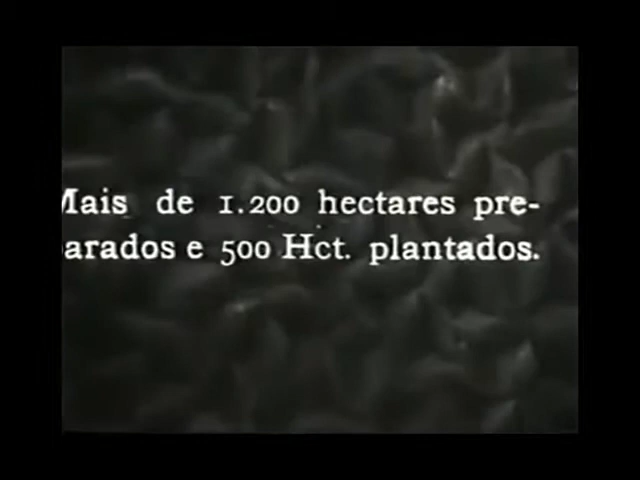 Mais de 1.200 hectares pre-
arados e 500 Hct. plantados.